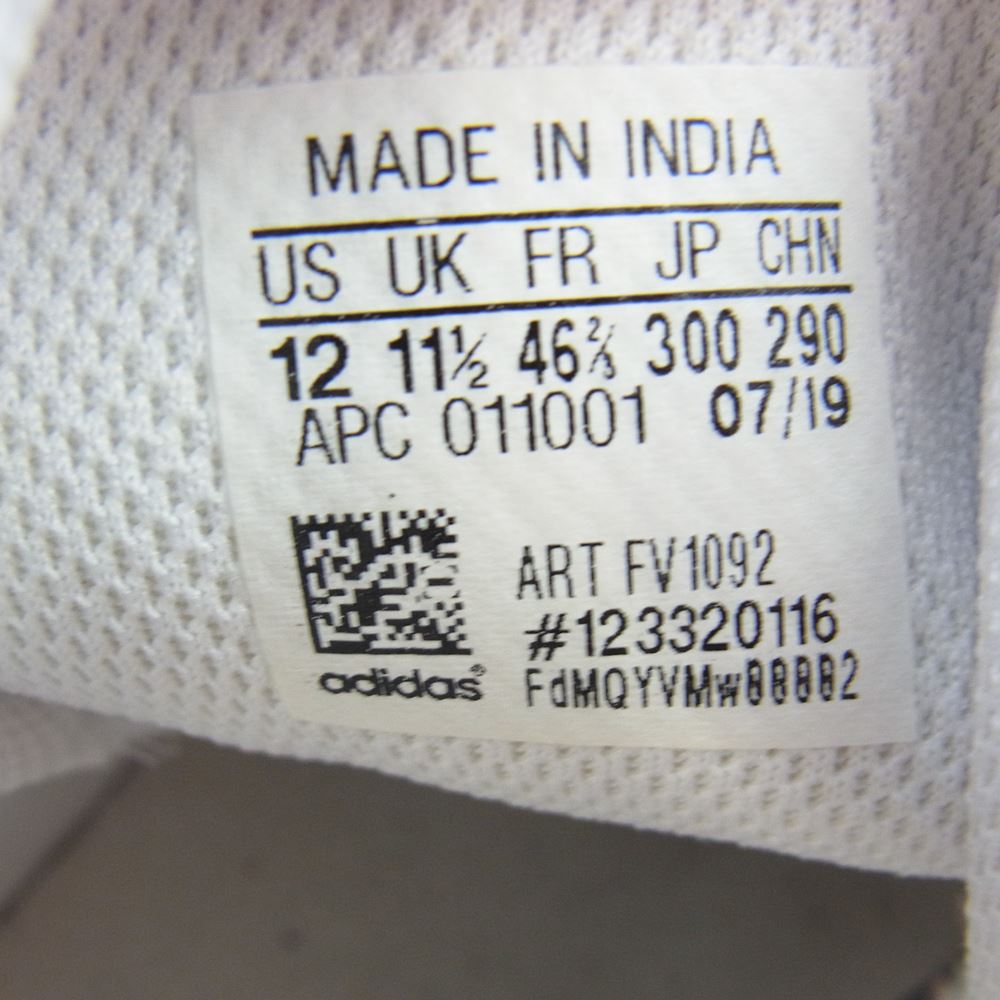 MADE IN INDIA
US UK FR JP CHN
12 11½ 46⅔ 300 290
APC 011001 07/19
ART FV1092
#123320116
adidas®